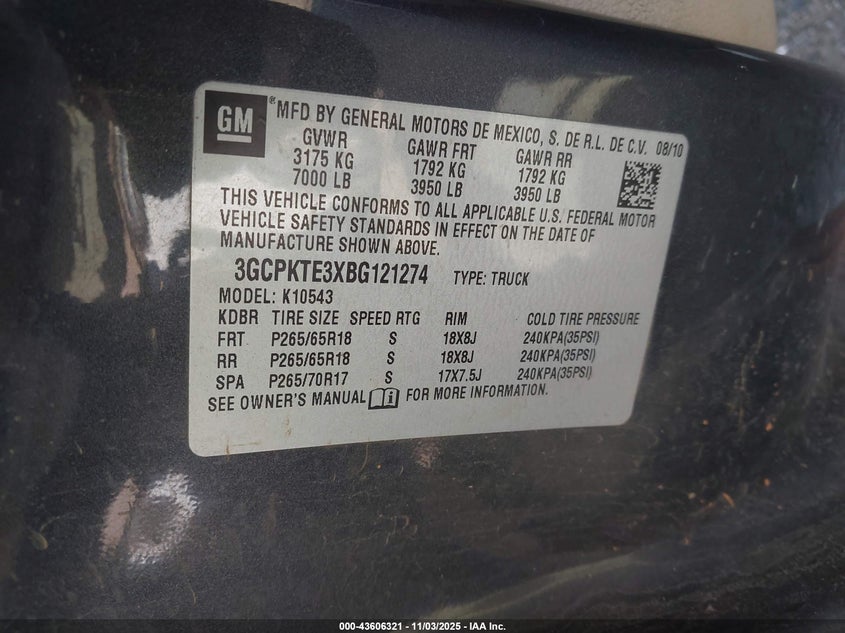 GM ® MFD BY GENERAL MOTORS DE MEXICO, S. DE R.L. DE C.V. 08/10
GVWR GAWR FRT GAWR RR
3175 KG 1792 KG 1792 KG
7000 LB 3950 LB 3950 LB
THIS VEHICLE CONFORMS TO ALL APPLICABLE U.S. FEDERAL MOTOR
VEHICLE SAFETY STANDARDS IN EFFECT ON THE DATE OF
MANUFACTURE SHOWN ABOVE.
3GCPKTE3XBG121274 TYPE: TRUCK
MODEL: K10543
KDBR TIRE SIZE SPEED RTG RIM COLD TIRE PRESSURE
FRT P265/65R18 S 18X8J 240KPA(35PSI)
RR P265/65R18 S 18X8J 240KPA(35PSI)
SPA P265/70R17 S 17X7.5J 240KPA(35PSI)
SEE OWNER'S MANUAL i FOR MORE INFORMATION.
000-43606321 - 11/03/2025 - IAA Inc.